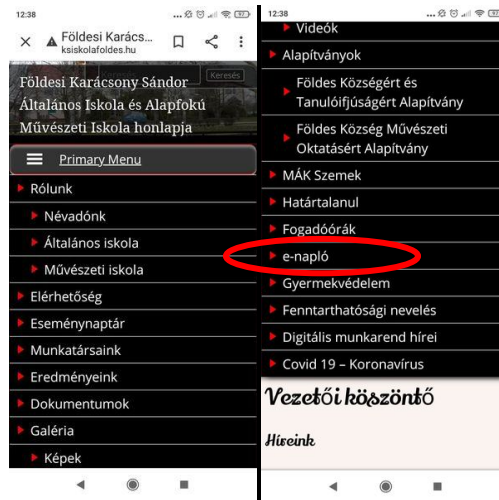 12:38
97
Földesi Karács...
ksiskolafoldes.hu
Földesi Karácsony Sándor
Keresés
Általános Iskola és Alapfokú
Művészeti Iskola honlapja
Primary Menu
Rólunk
Névadónk
Általános iskola
Művészeti iskola
Elérhetőség
Eseménynaptár
Munkatársaink
Eredményeink
Dokumentumok
Galéria
Képek
12:38
Videók
Alapítványok
Földes Községért és
Tanulóifjúságért Alapítvány
Földes Község Művészeti
Oktatásért Alapítvány
MÁK Szemek
Határtalanul
Fogadóórák
e-napló
Gyermekvédelem
Fenntarthatósági nevelés
Digitális munkarend hírei
Covid 19 – Koronavírus
Vezetői köszöntő
Híreink